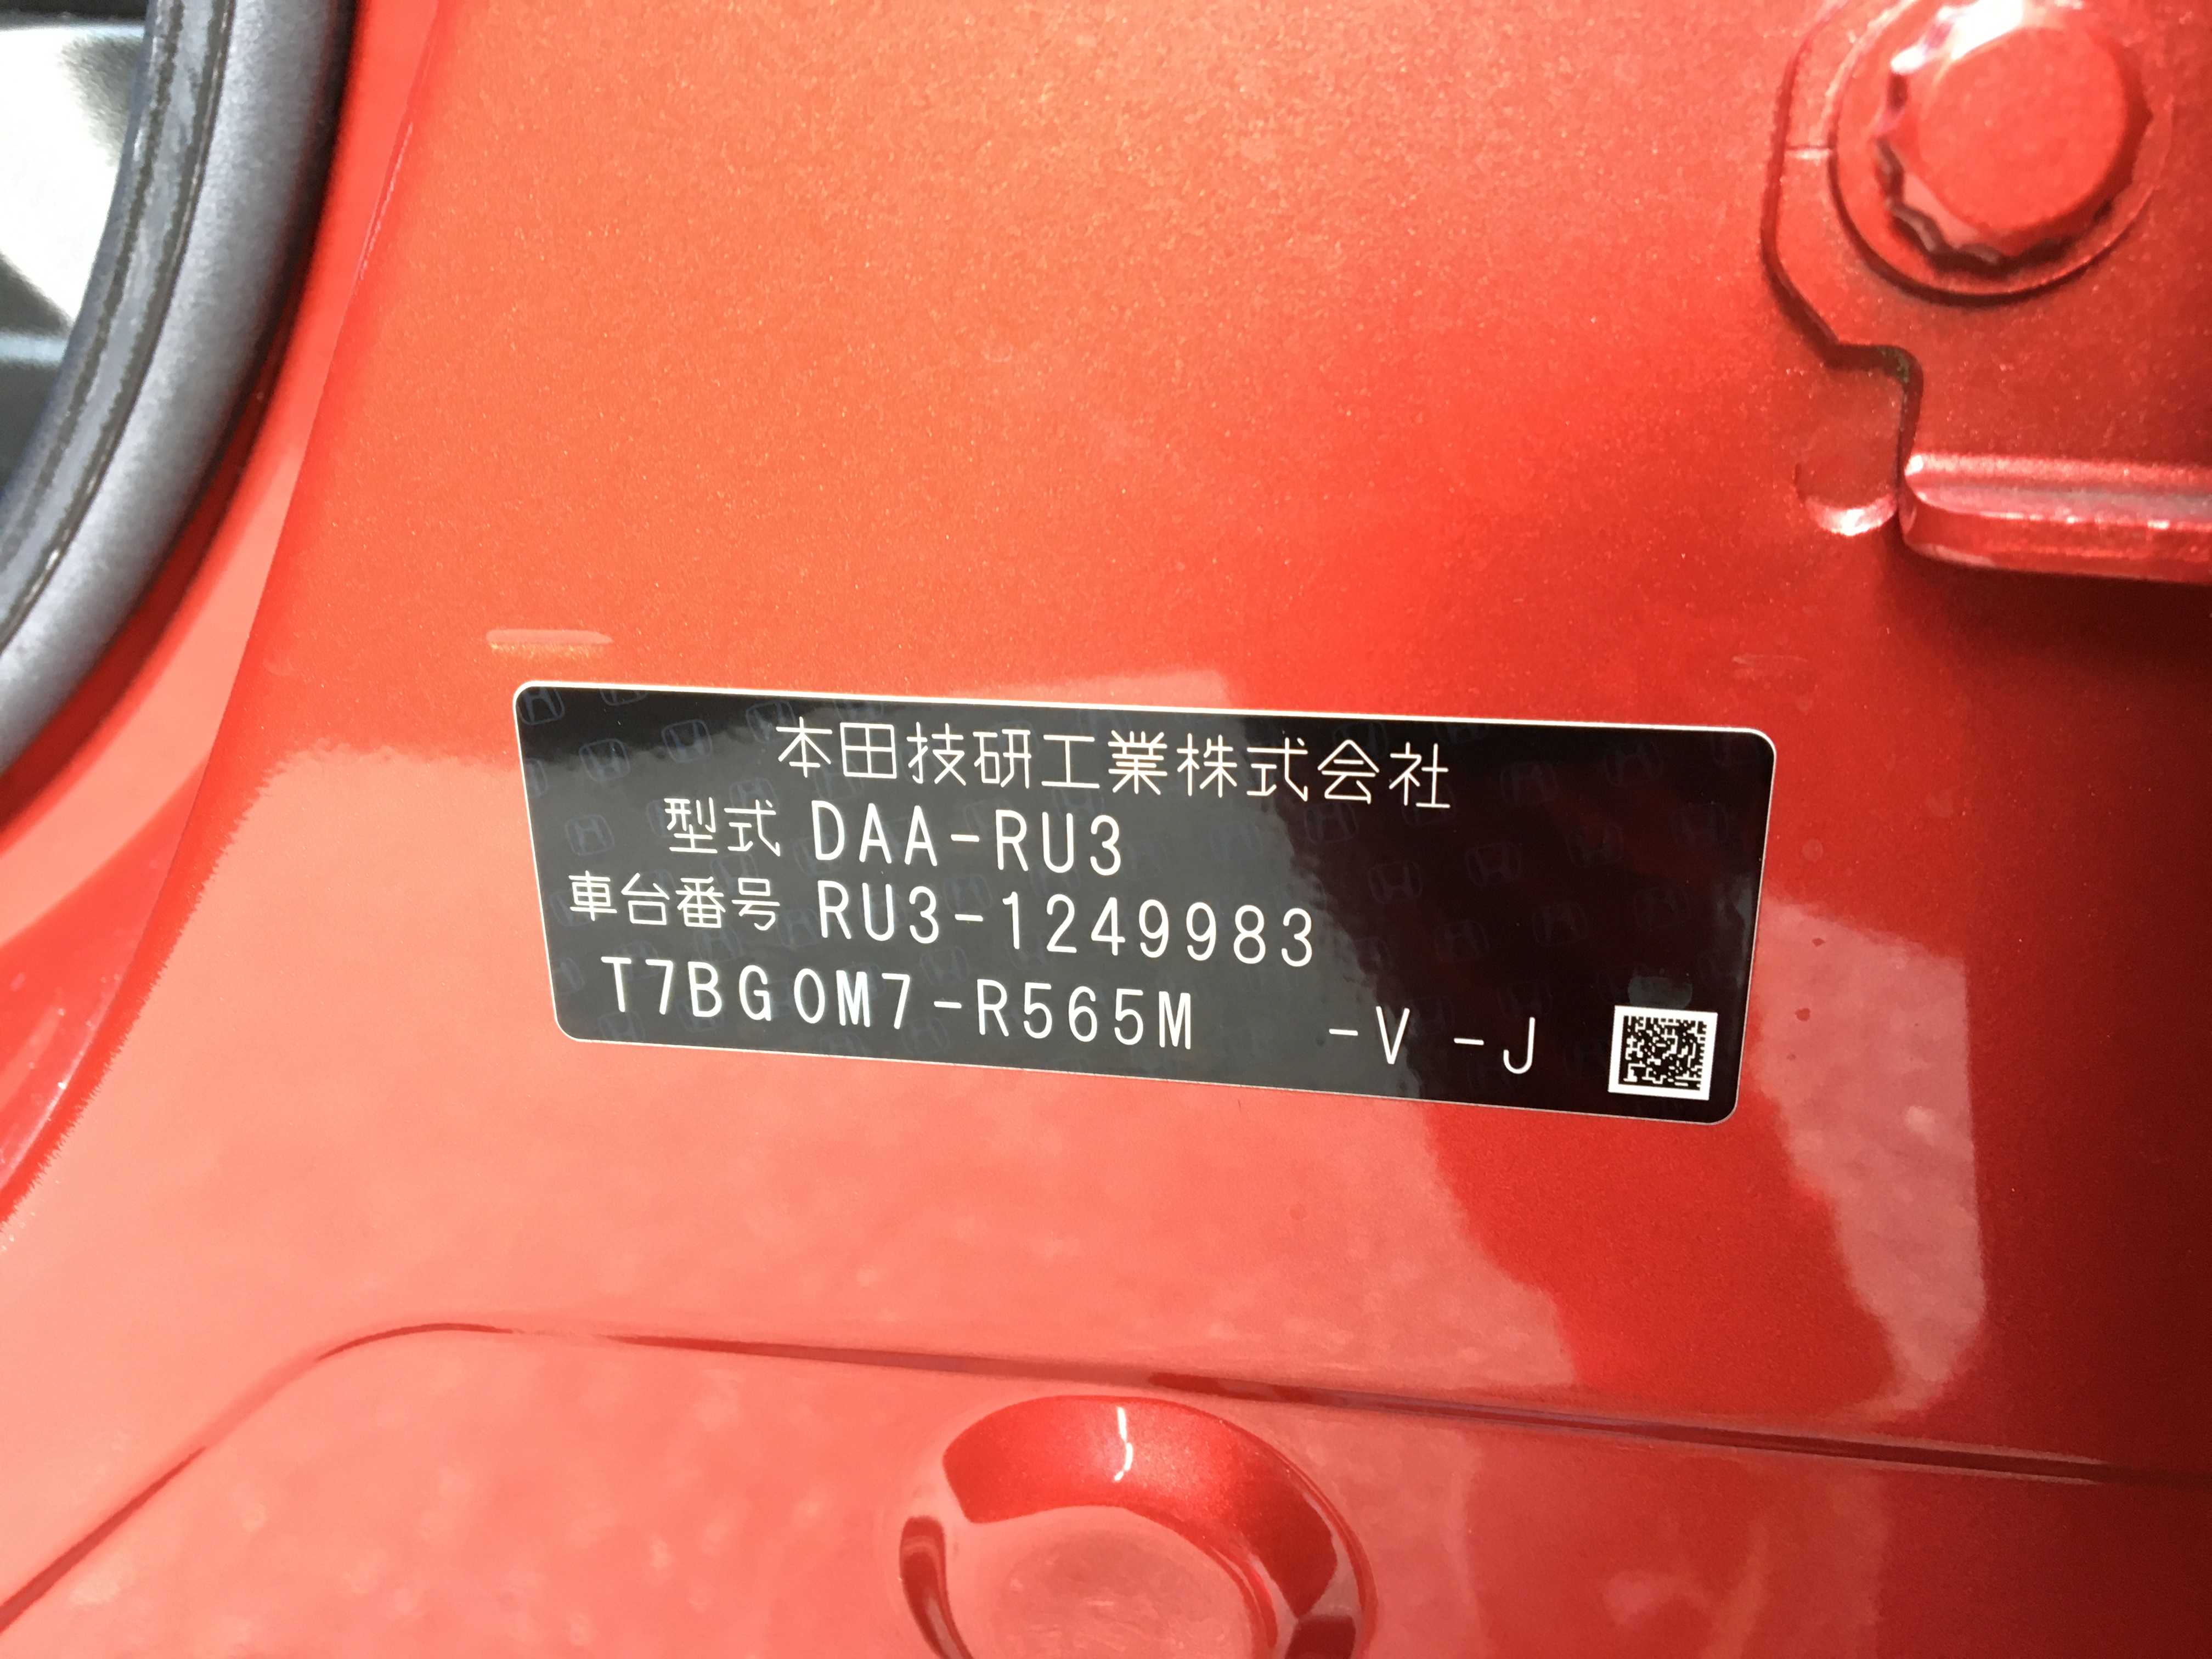 本田技研工業株式会社
型式 DAA-RU3
車台番号 RU3-1249983
T7BG0M7-R565M -V -J